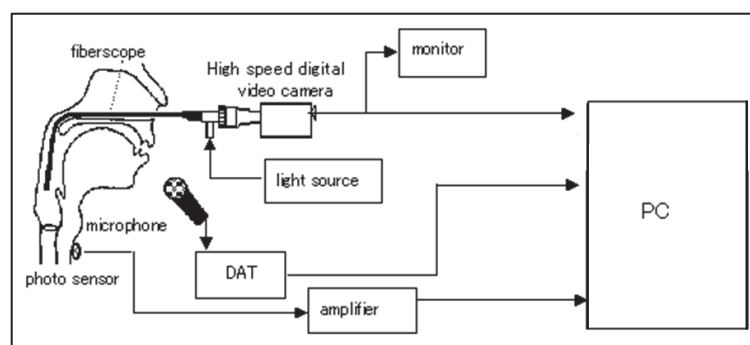 fiberscope
High speed digital
video camera
monitor
light source
microphone
photo sensor
DAT
amplifier
PC